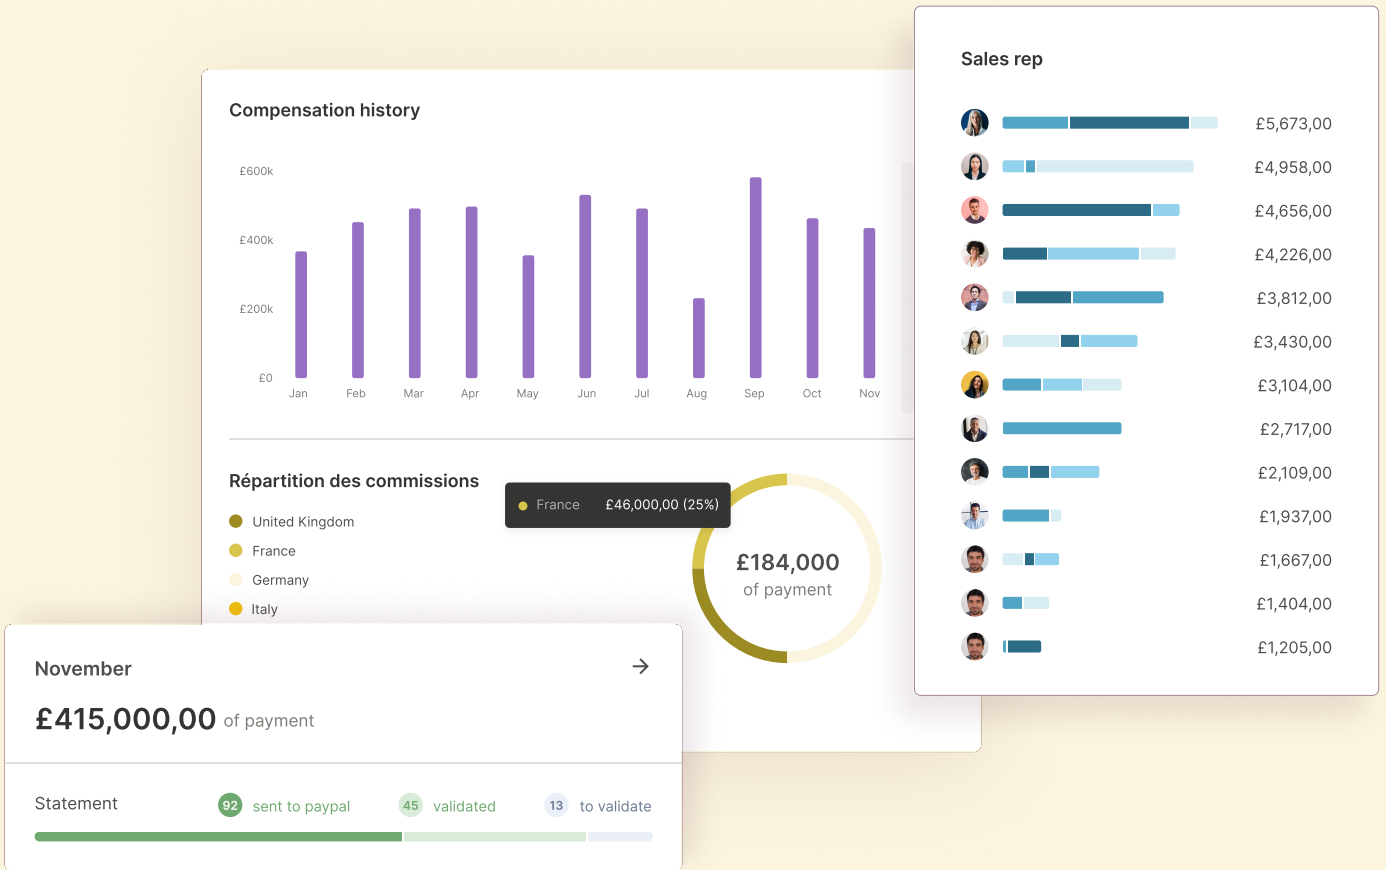 Compensation history
£600k
£400k
£200k
£0
Jan Feb Mar Apr May Jun Jul Aug Sep Oct Nov
Répartition des commissions
United Kingdom
France
Germany
Italy
France £46,000,00 (25%)
£184,000
of payment
November
£415,000,00 of payment
Statement 92 sent to paypal 45 validated 13 to validate
Sales rep
£5,673,00
£4,958,00
£4,656,00
£4,226,00
£3,812,00
£3,430,00
£3,104,00
£2,717,00
£2,109,00
£1,937,00
£1,667,00
£1,404,00
£1,205,00